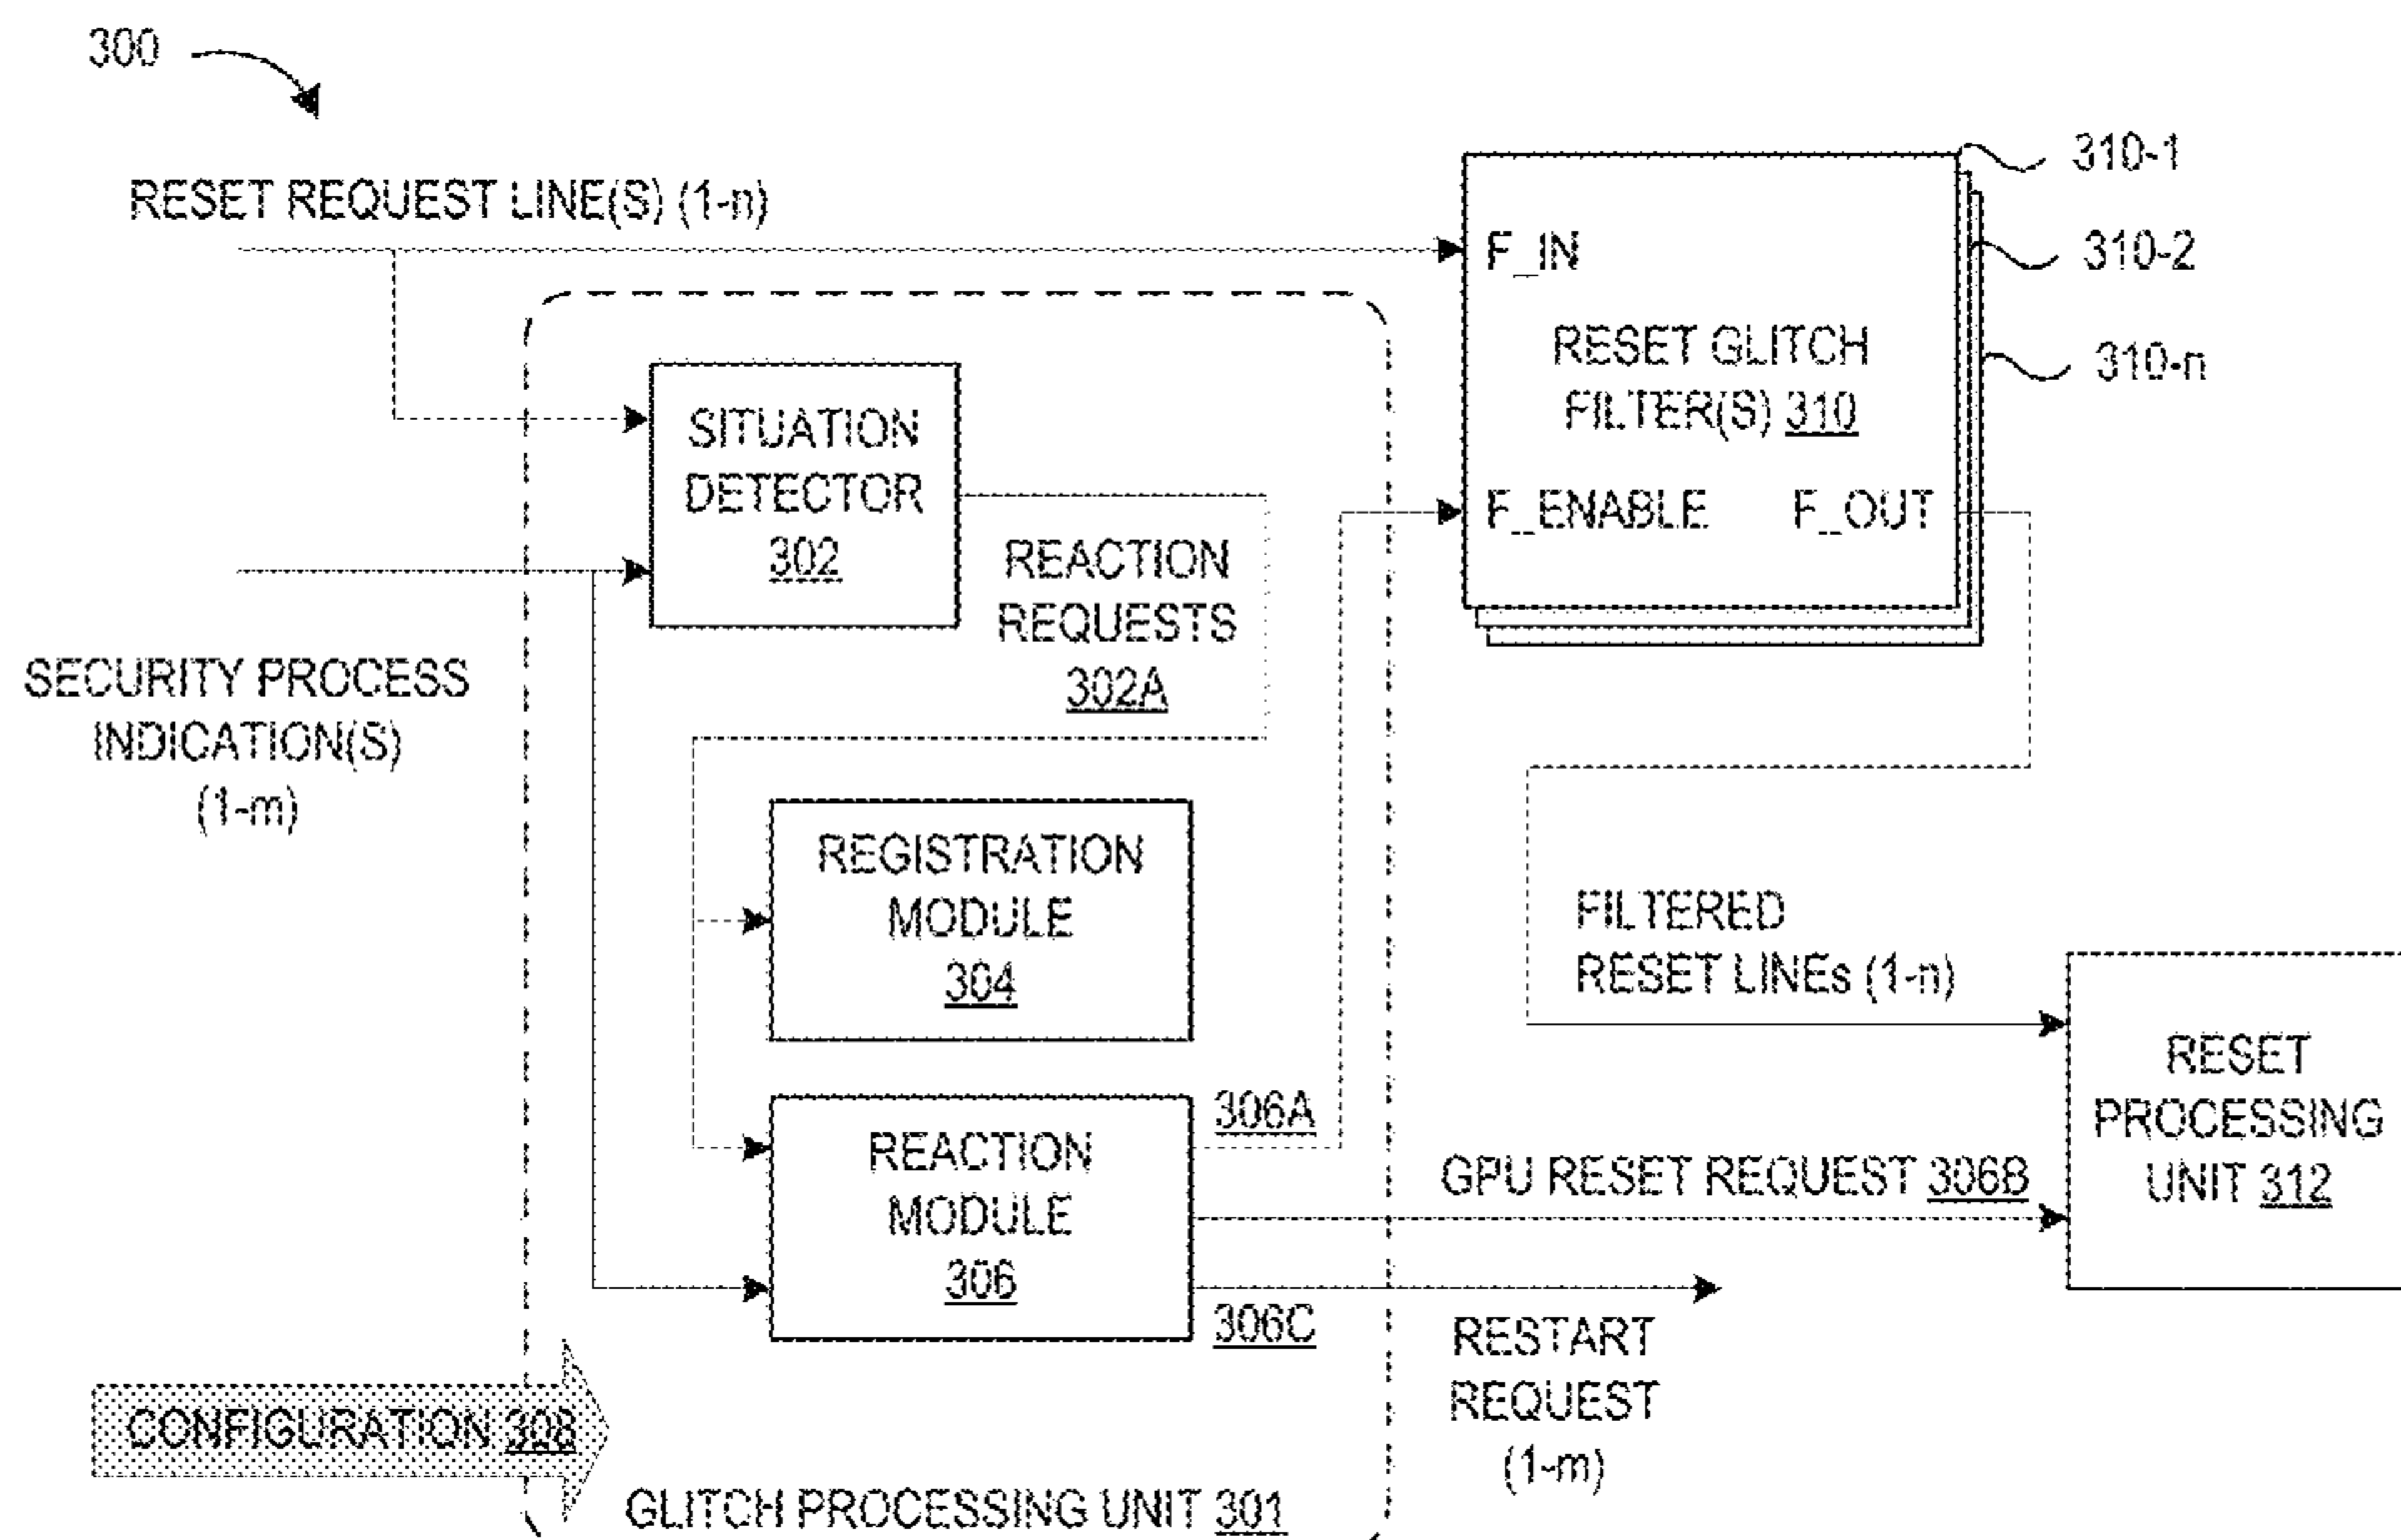 300
RESET REQUEST LINE(S) (1-n)
310-1
310-2
310-n
F_IN
RESET GLITCH
FILTER(S) 310
F_ENABLE F_OUT
SITUATION
DETECTOR
302
REACTION
REQUESTS
302A
SECURITY PROCESS
INDICATION(S)
(1-m)
REGISTRATION
MODULE
304
FILTERED
RESET LINEs (1-n)
RESET
PROCESSING
UNIT 312
REACTION
MODULE
306
306A
GPU RESET REQUEST 306B
306C
RESTART
REQUEST
(1-m)
CONFIGURATION 308
GLITCH PROCESSING UNIT 301